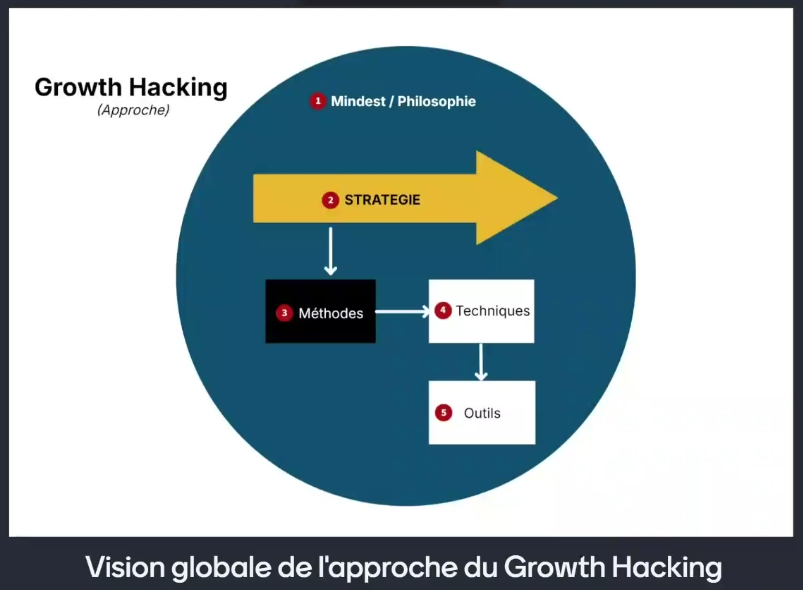 Growth Hacking
(Approche)
1 Mindest / Philosophie
2 STRATEGIE
3 Méthodes
4 Techniques
5 Outils
Vision globale de l'approche du Growth Hacking